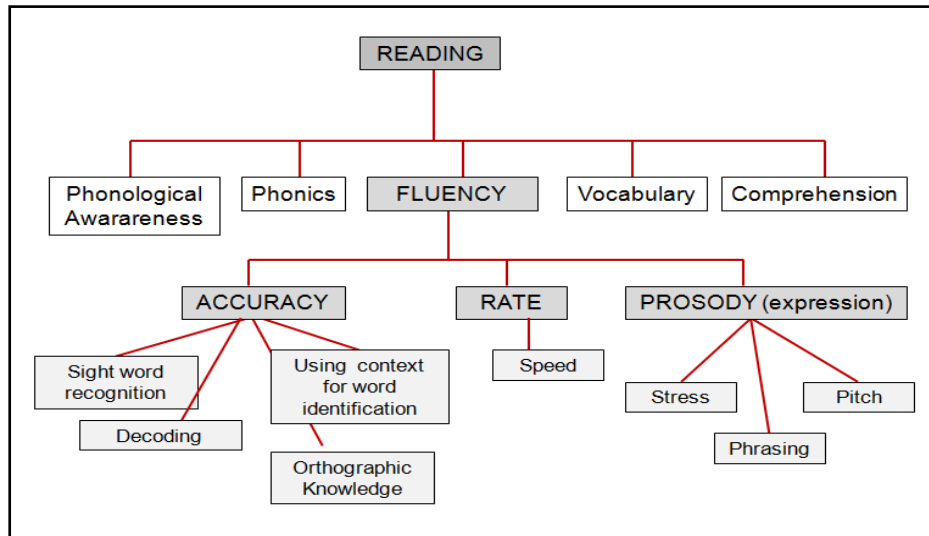 READING
Phonological
Awarareness
Phonics
FLUENCY
Vocabulary
Comprehension
ACCURACY
RATE
PROSODY (expression)
Sight word
recognition
Decoding
Using context
for word
identification
Orthographic
Knowledge
Speed
Stress
Phrasing
Pitch